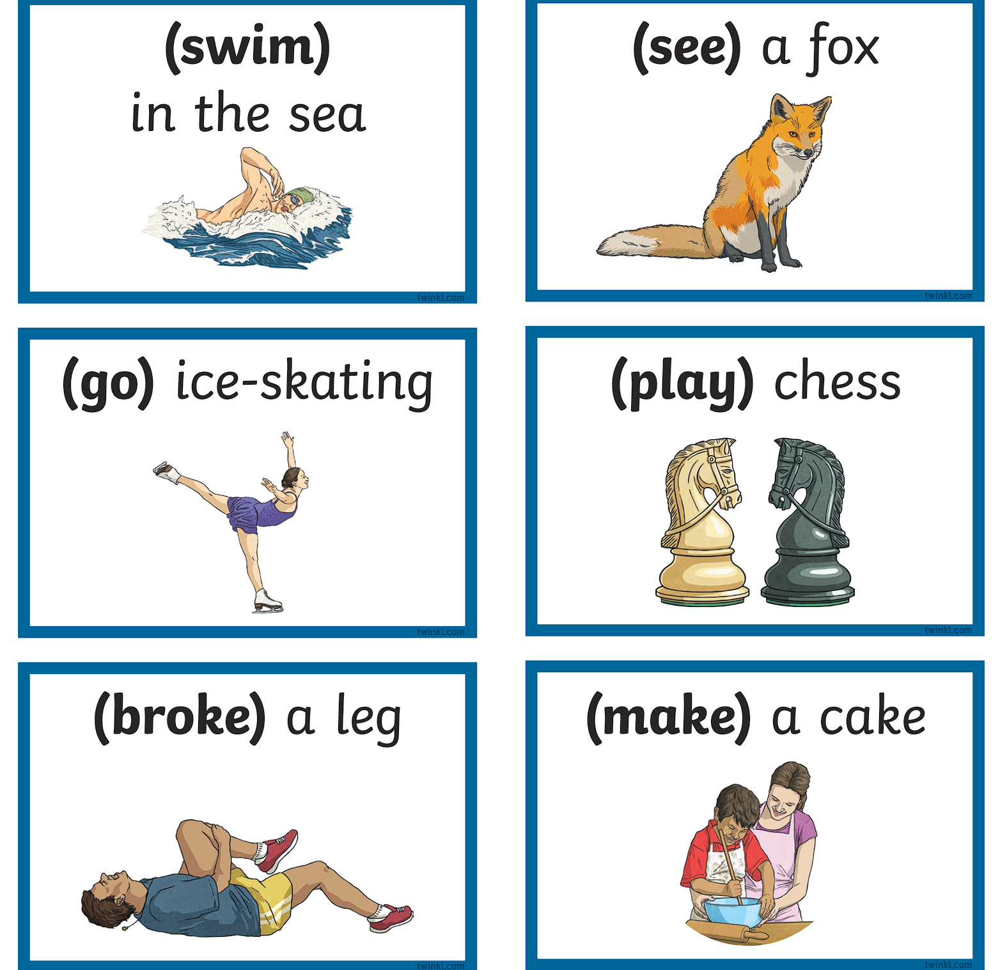 (swim)
in the sea
twinkl.com
(see) a fox
twinkl.com
(go) ice-skating
twinkl.com
(play) chess
twinkl.com
(broke) a leg
twinkl.com
(make) a cake
twinkl.com